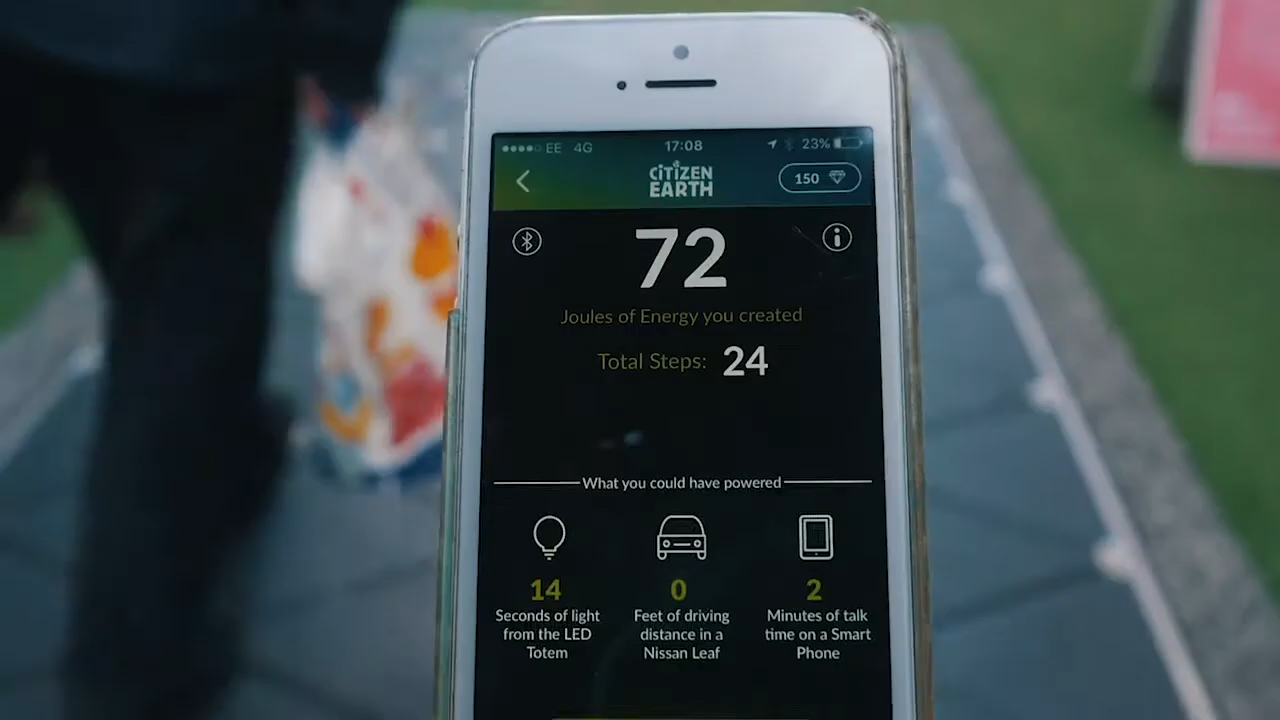 EE 4G 17:08 23%
CiTiZEN
EARTH
150
72
Joules of Energy you created
Total Steps: 24
What you could have powered
14 0 2
Seconds of light
from the LED
Totem
Feet of driving
distance in a
Nissan Leaf
Minutes of talk
time on a Smart
Phone